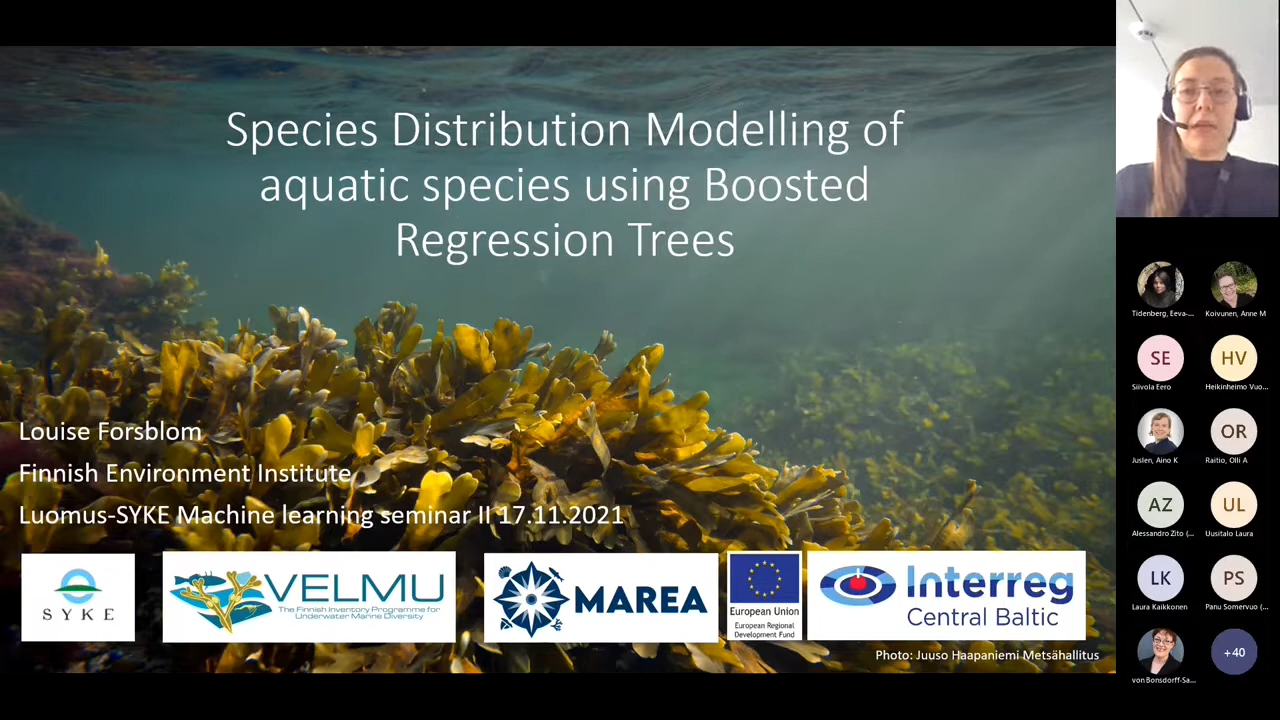 Species Distribution Modelling of
aquatic species using Boosted
Regression Trees
Louise Forsblom
Finnish Environment Institute
Luomus-SYKE Machine learning seminar II 17.11.2021
SYKE
VELMU
The Finnish Inventory Programme for
Underwater Marine Diversity
MAREA
European Union
European Regional
Development Fund
Interreg
Central Baltic
Photo: Juuso Haapaniemi Metsähallitus
Tidenberg, Eeva-...
Koivunen, Anne M
SE
HV
Siivola Eero
Heikinheimo Vuo...
OR
Juslen, Aino K
Raitio, Olli A
AZ
UL
Alessandro Zito (...
Uusitalo Laura
LK
PS
Laura Kaikkonen
Panu Somervuo (...
+40
von Bonsdorff-Sa...